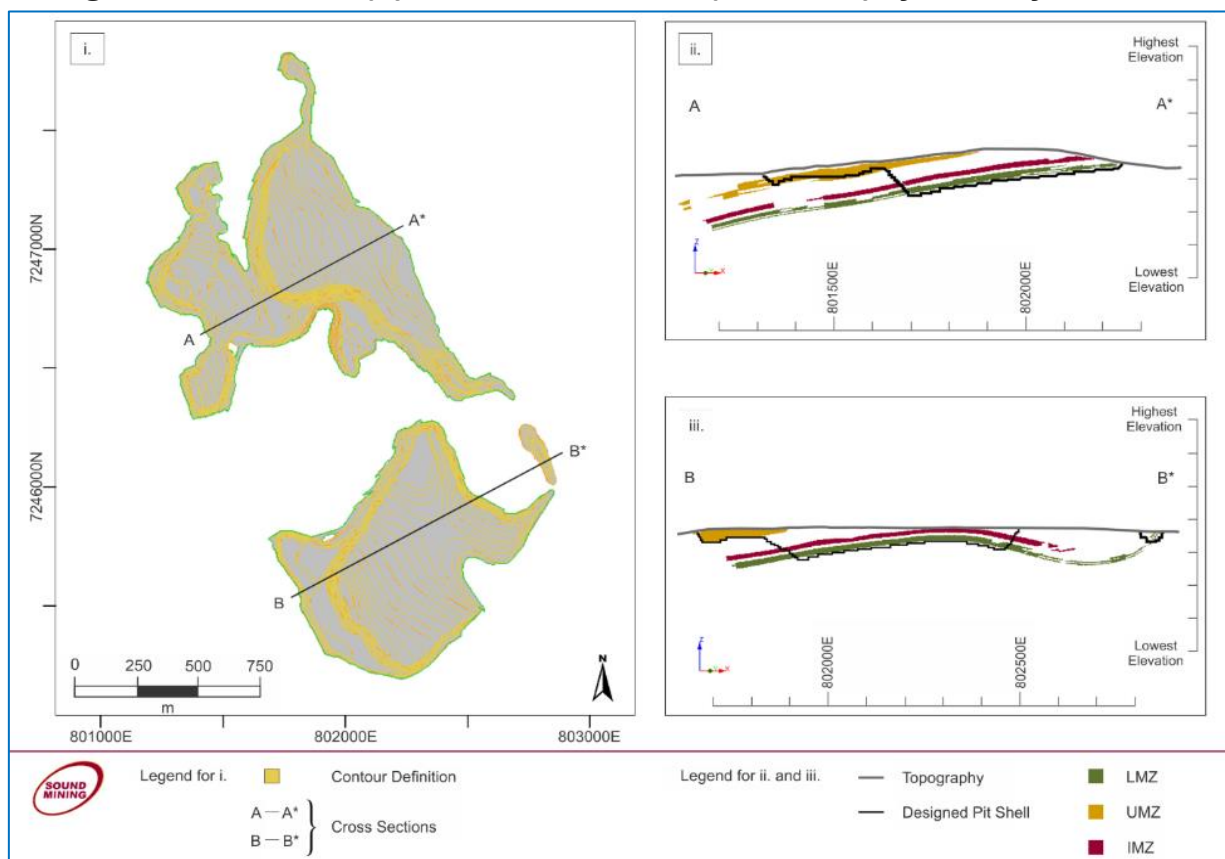 i.
7247000N
7246000N
A*
A
B*
B
0 250 500 750
m
N
801000E 802000E 803000E
ii.
Highest
Elevation
A A*
Lowest
Elevation
801500E 802000E
iii.
Highest
Elevation
B B*
Lowest
Elevation
802000E 802500E
SOUND
MINING
Legend for i. Contour Definition
A — A*
B — B*
Cross Sections
Legend for ii. and iii. Topography LMZ
Designed Pit Shell UMZ
IMZ